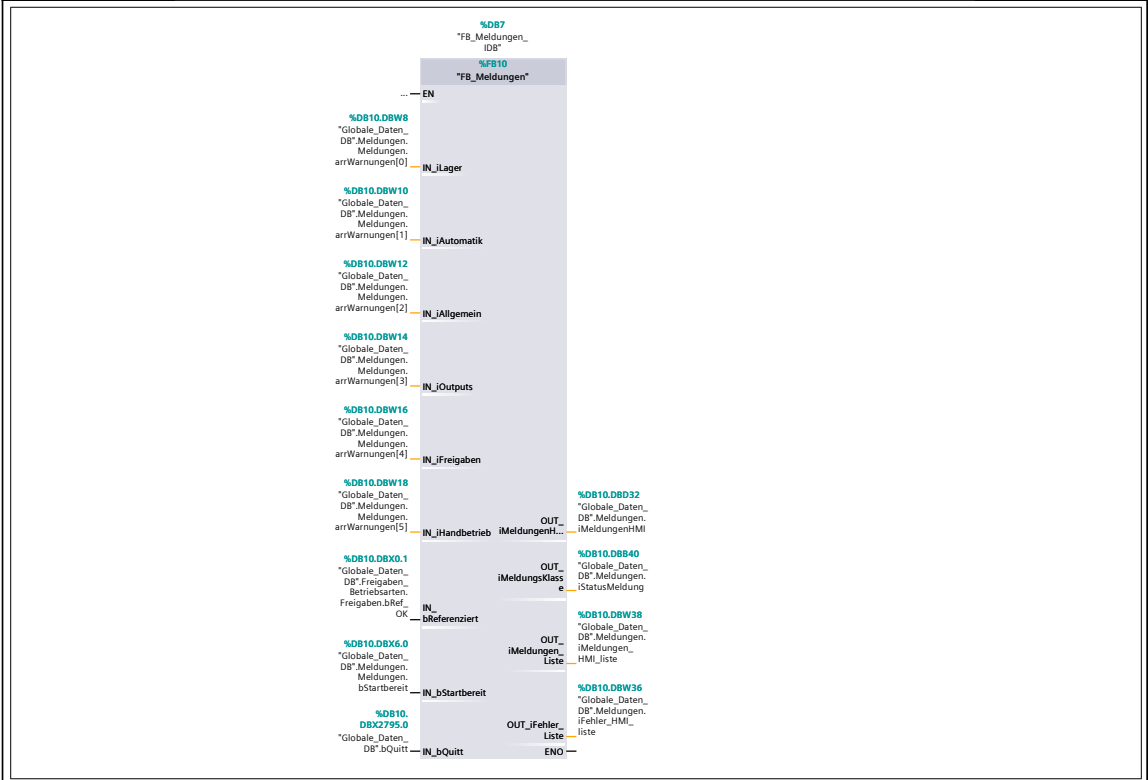 %DB7
"FB_Meldungen_
IDB"
%FB10
"FB_Meldungen"
... EN
%DB10.DBW8
"Globale_Daten_
DB".Meldungen.
Meldungen.
arrWarnungen[0]
IN_iLager
%DB10.DBW10
"Globale_Daten_
DB".Meldungen.
Meldungen.
arrWarnungen[1]
IN_iAutomatik
%DB10.DBW12
"Globale_Daten_
DB".Meldungen.
Meldungen.
arrWarnungen[2]
IN_iAllgemein
%DB10.DBW14
"Globale_Daten_
DB".Meldungen.
Meldungen.
arrWarnungen[3]
IN_iOutputs
%DB10.DBW16
"Globale_Daten_
DB".Meldungen.
Meldungen.
arrWarnungen[4]
IN_iFreigaben
%DB10.DBW18
"Globale_Daten_
DB".Meldungen.
Meldungen.
arrWarnungen[5]
IN_iHandbetrieb
%DB10.DBX0.1
"Globale_Daten_
DB".Freigaben_
Betriebsarten.
Freigaben.bRef_
OK
IN_
bReferenziert
%DB10.DBX6.0
"Globale_Daten_
DB".Meldungen.
Meldungen.
bStartbereit
IN_bStartbereit
%DB10.
DBX2795.0
"Globale_Daten_
DB".bQuitt
IN_bQuitt
OUT_
iMeldungenH...
%DB10.DBD32
"Globale_Daten_
DB".Meldungen.
iMeldungenHMI
OUT_
iMeldungsKlass
e
%DB10.DBB40
"Globale_Daten_
DB".Meldungen.
iStatusMeldung
OUT_
iMeldungen_
Liste
%DB10.DBW38
"Globale_Daten_
DB".Meldungen.
iMeldungen_
HMI_liste
OUT_iFehler_
Liste
%DB10.DBW36
"Globale_Daten_
DB".Meldungen.
iFehler_HMI_
liste
ENO